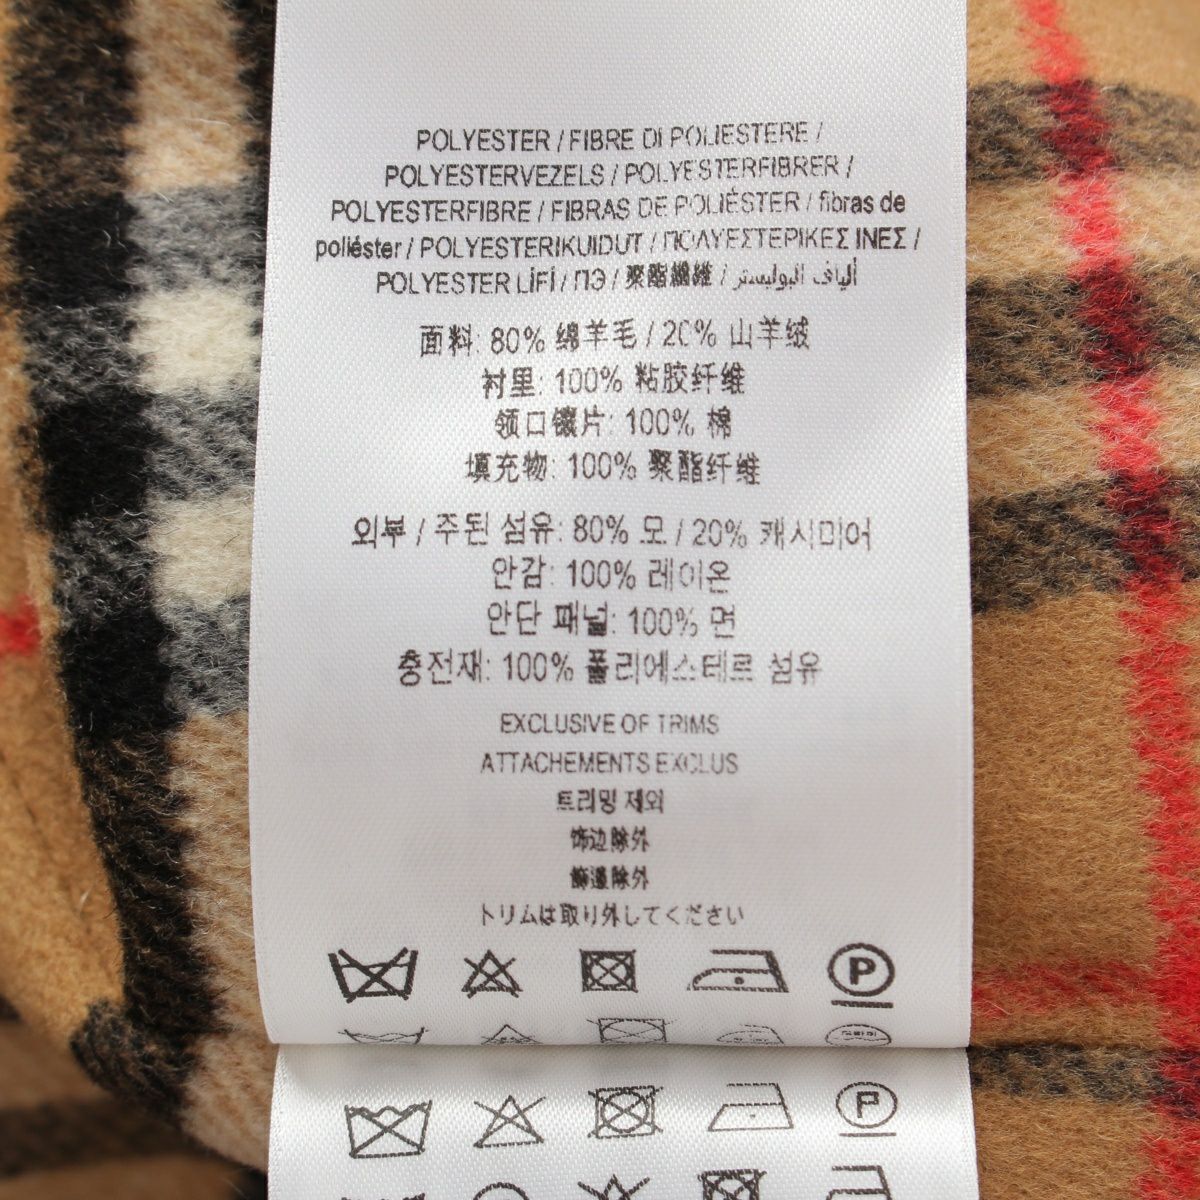 POLYESTER / FIBRE DI POLIESTERE /
POLYESTERVEZELS / POLYESTERFIBRER /
POLYESTERFIBRE / FIBRAS DE POLIÉSTER / fibras de
poliéster / POLYESTERIKUIDUT / ΠΟΛΥΕΣΤΕΡΙΚΕΣ ΙΝΕΣ /
POLYESTER LİFİ / ПЭ / 聚酯纖維 / ألياف البوليستر
面料: 80% 绵羊毛 / 20% 山羊绒
衬里: 100% 粘胶纤维
领口镶片: 100% 棉
填充物: 100% 聚酯纤维
외부 / 주된 섬유: 80% 모 / 20% 캐시미어
안감: 100% 레이온
안단 패널: 100% 면
충전재: 100% 폴리에스테르 섬유
EXCLUSIVE OF TRIMS
ATTACHEMENTS EXCLUS
트리밍 제외
饰边除外
飾邊除外
トリムは取り外してください
P
P